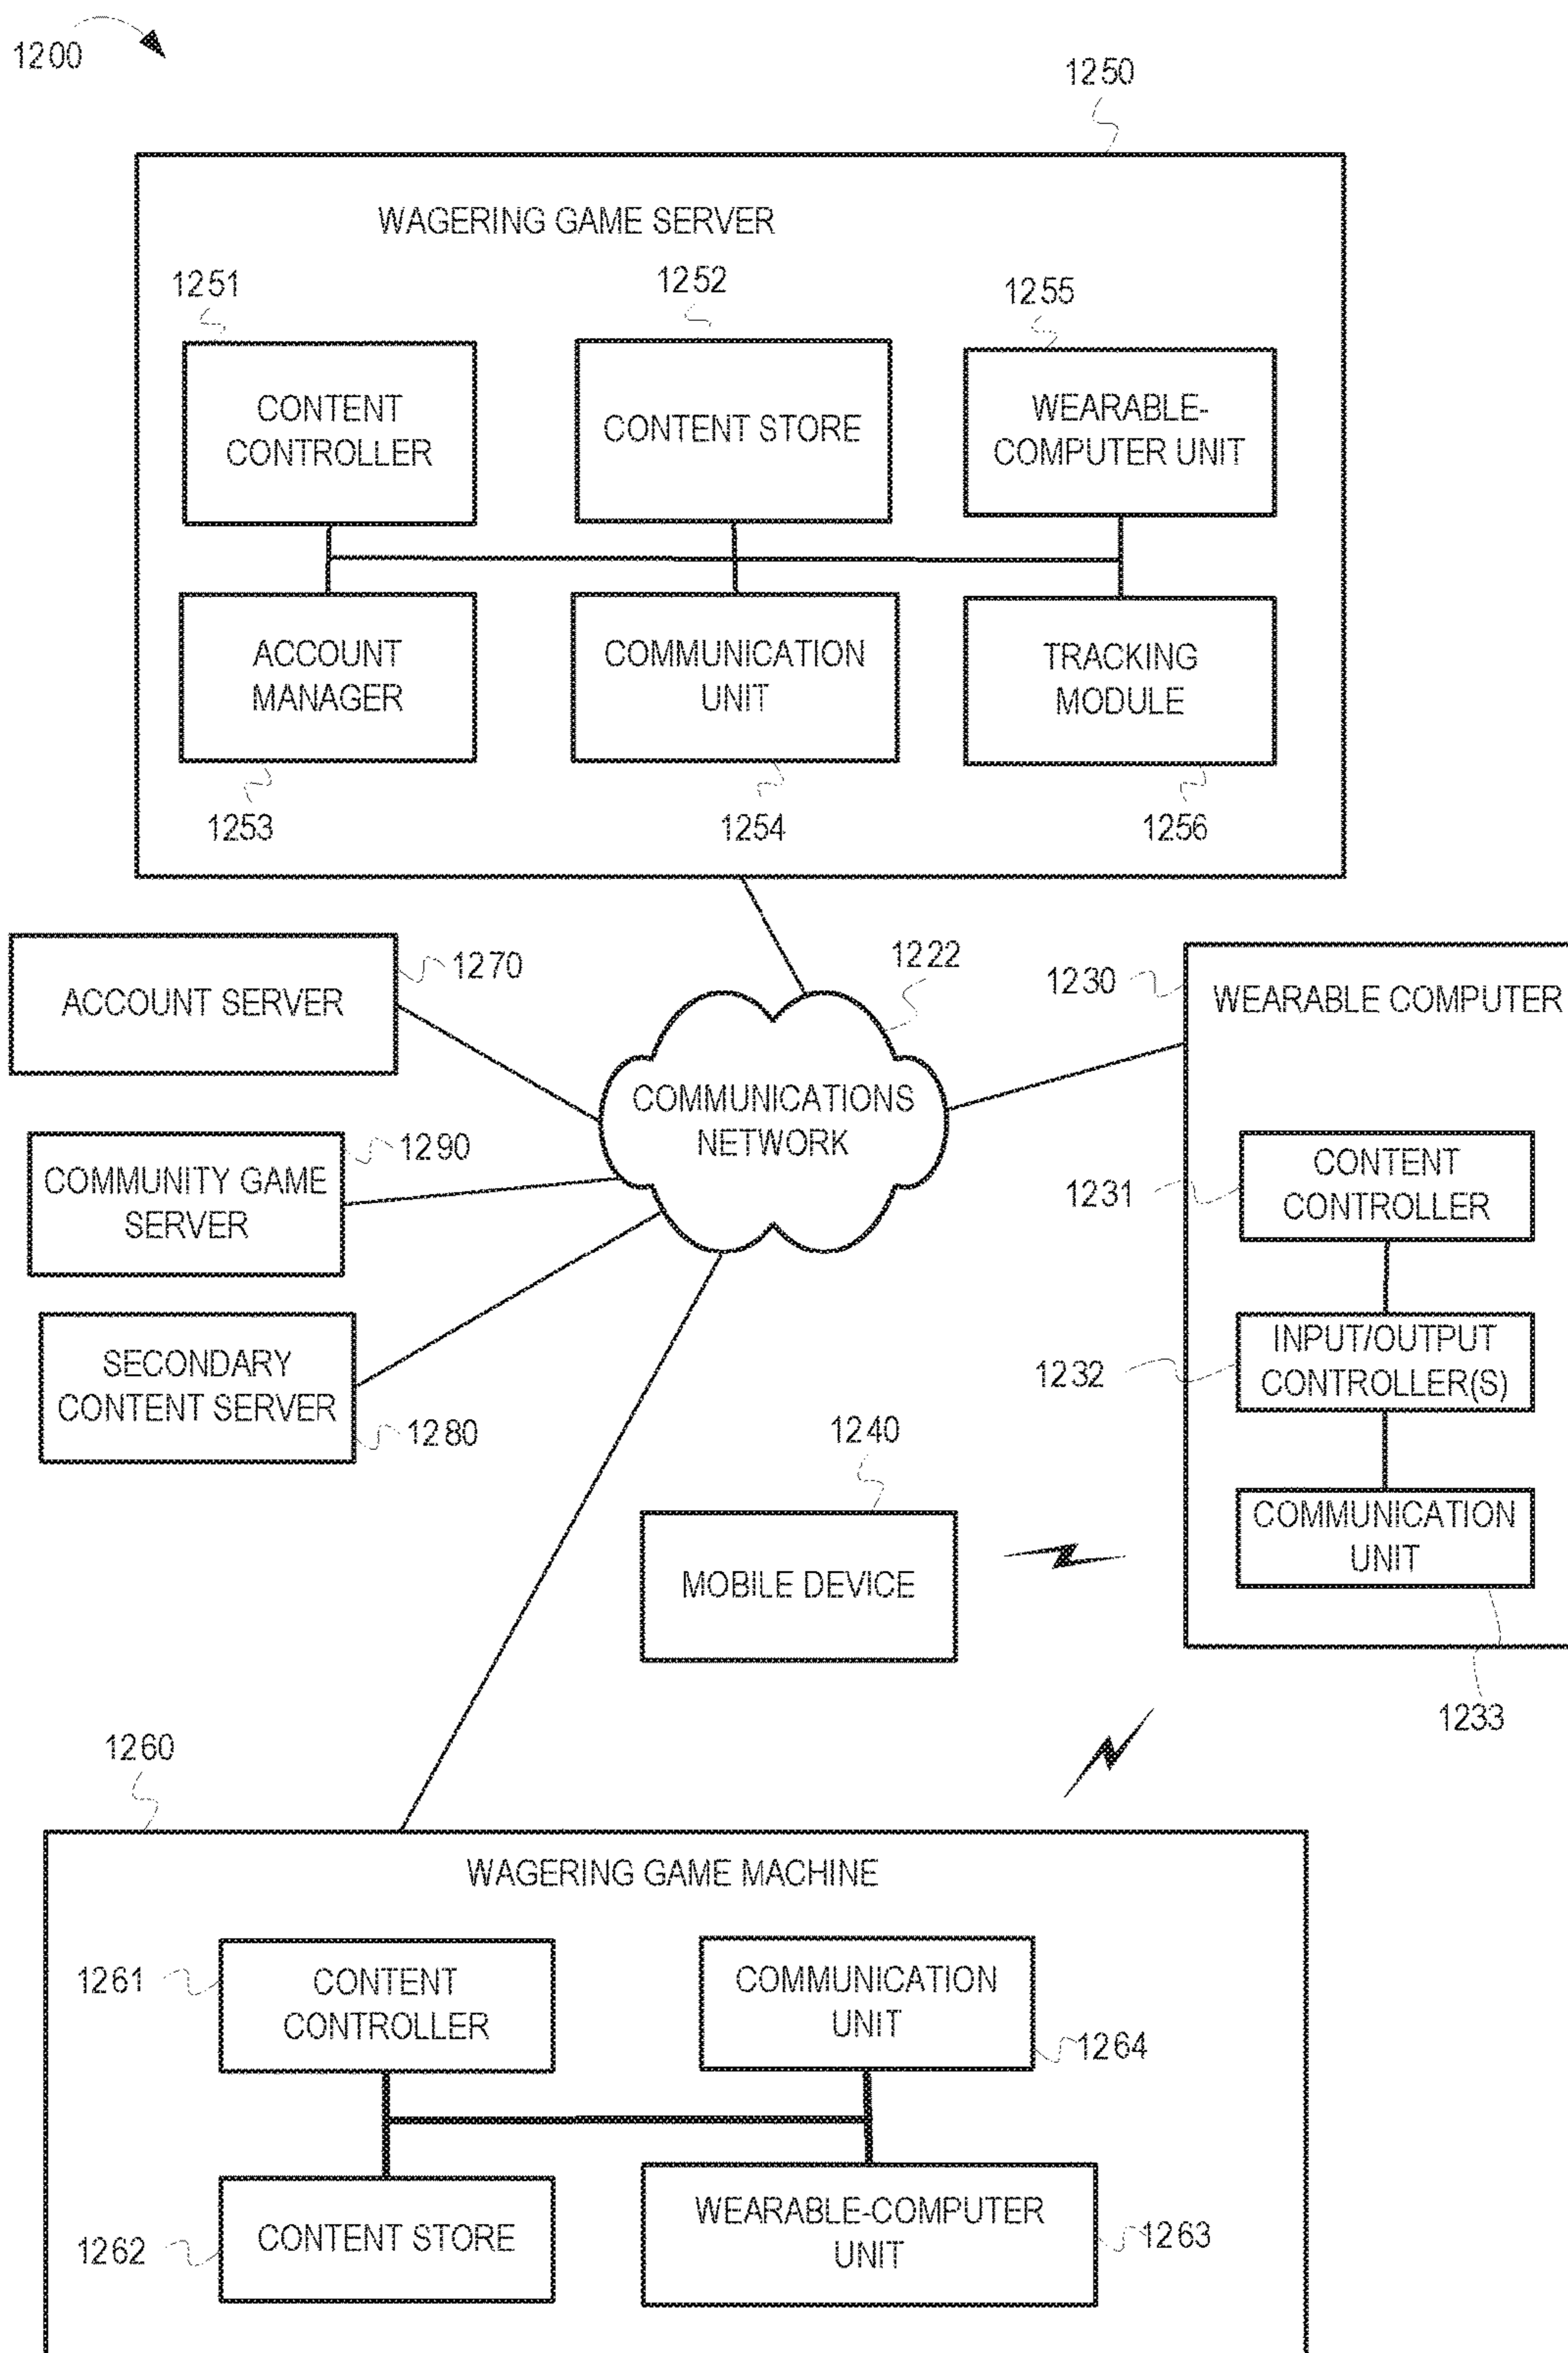 1200
1250
WAGERING GAME SERVER
1251
1252
1255
CONTENT
CONTROLLER
CONTENT STORE
WEARABLE-
COMPUTER UNIT
ACCOUNT
MANAGER
COMMUNICATION
UNIT
TRACKING
MODULE
1253
1254
1256
1270
ACCOUNT SERVER
1222
1230
WEARABLE COMPUTER
COMMUNICATIONS
NETWORK
1290
COMMUNITY GAME
SERVER
1231
CONTENT
CONTROLLER
SECONDARY
CONTENT SERVER
1280
1232
INPUT/OUTPUT
CONTROLLER(S)
1240
MOBILE DEVICE
COMMUNICATION
UNIT
1233
1260
WAGERING GAME MACHINE
1261
CONTENT
CONTROLLER
COMMUNICATION
UNIT
1264
1262
CONTENT STORE
WEARABLE-COMPUTER
UNIT
1263